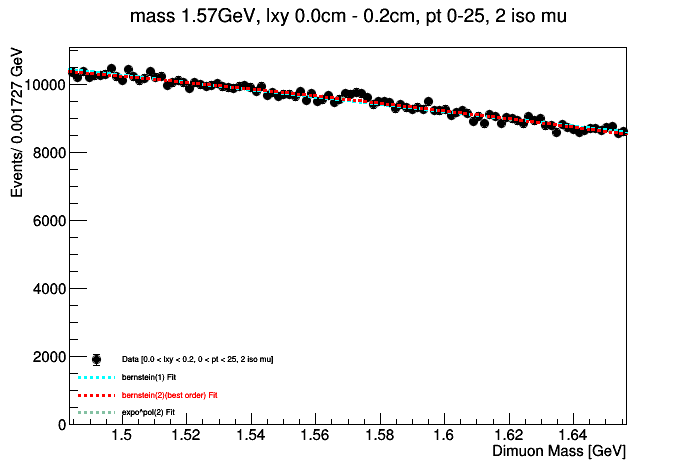 mass 1.57GeV, lxy 0.0cm - 0.2cm, pt 0-25, 2 iso mu
Events/ 0.001727 GeV
10000
8000
6000
4000
2000
0
Data [0.0 < lxy < 0.2, 0 < pt < 25, 2 iso mu]
bernstein(1) Fit
bernstein(2)(best order) Fit
expo^pol(2) Fit
1.5 1.52 1.54 1.56 1.58 1.6 1.62 1.64
Dimuon Mass [GeV]